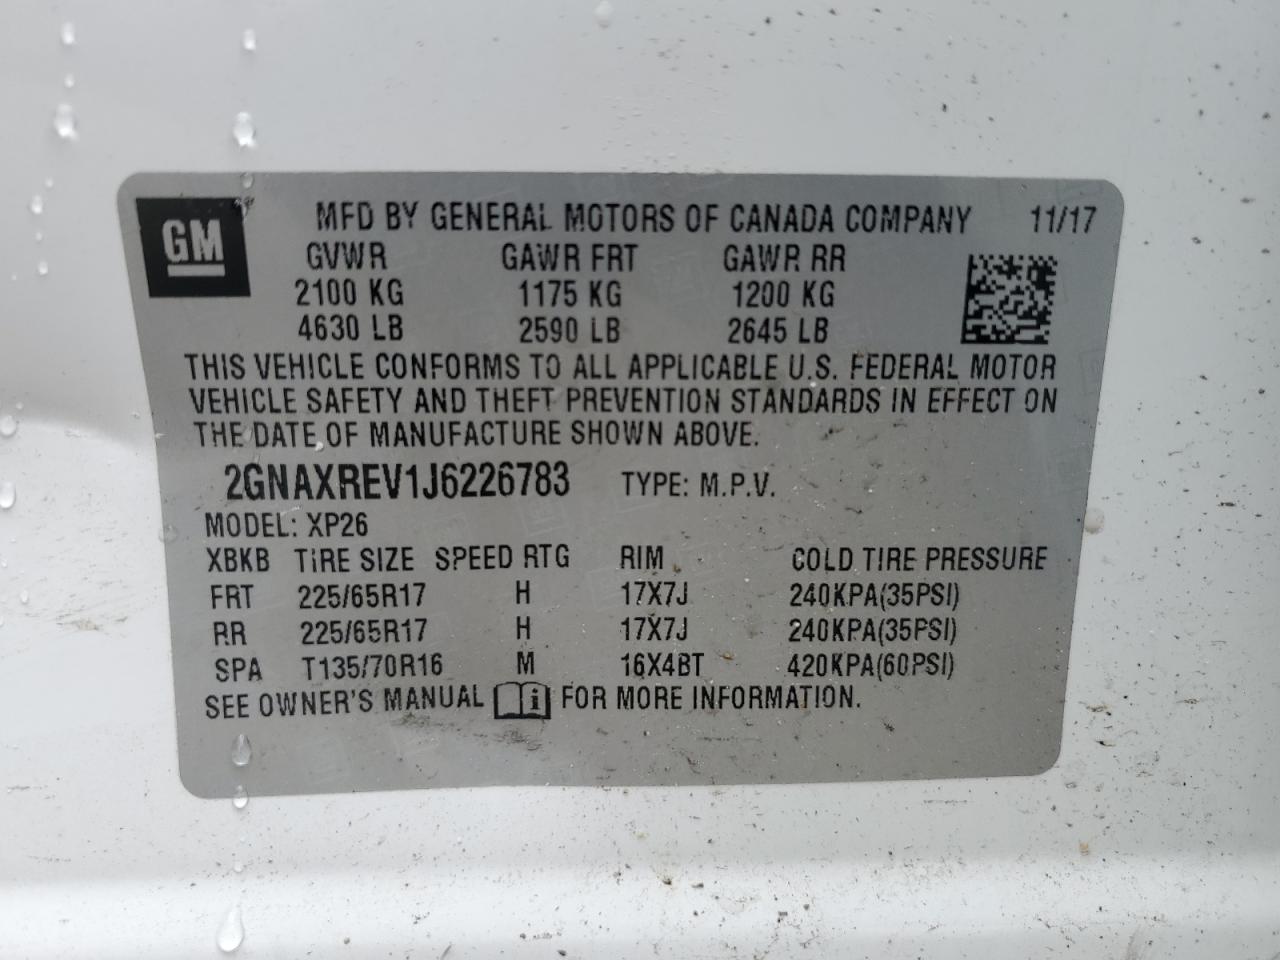 GM
MFD BY GENERAL MOTORS OF CANADA COMPANY 11/17
GVWR GAWR FRT GAWR RR
2100 KG 1175 KG 1200 KG
4630 LB 2590 LB 2645 LB
THIS VEHICLE CONFORMS TO ALL APPLICABLE U.S. FEDERAL MOTOR
VEHICLE SAFETY AND THEFT PREVENTION STANDARDS IN EFFECT ON
THE DATE OF MANUFACTURE SHOWN ABOVE.
2GNAXREV1J6226783 TYPE: M.P.V.
MODEL: XP26
XBKB TIRE SIZE SPEED RTG RIM COLD TIRE PRESSURE
FRT 225/65R17 H 17X7J 240KPA(35PSI)
RR 225/65R17 H 17X7J 240KPA(35PSI)
SPA T135/70R16 M 16X4BT 420KPA(60PSI)
SEE OWNER'S MANUAL i FOR MORE INFORMATION.